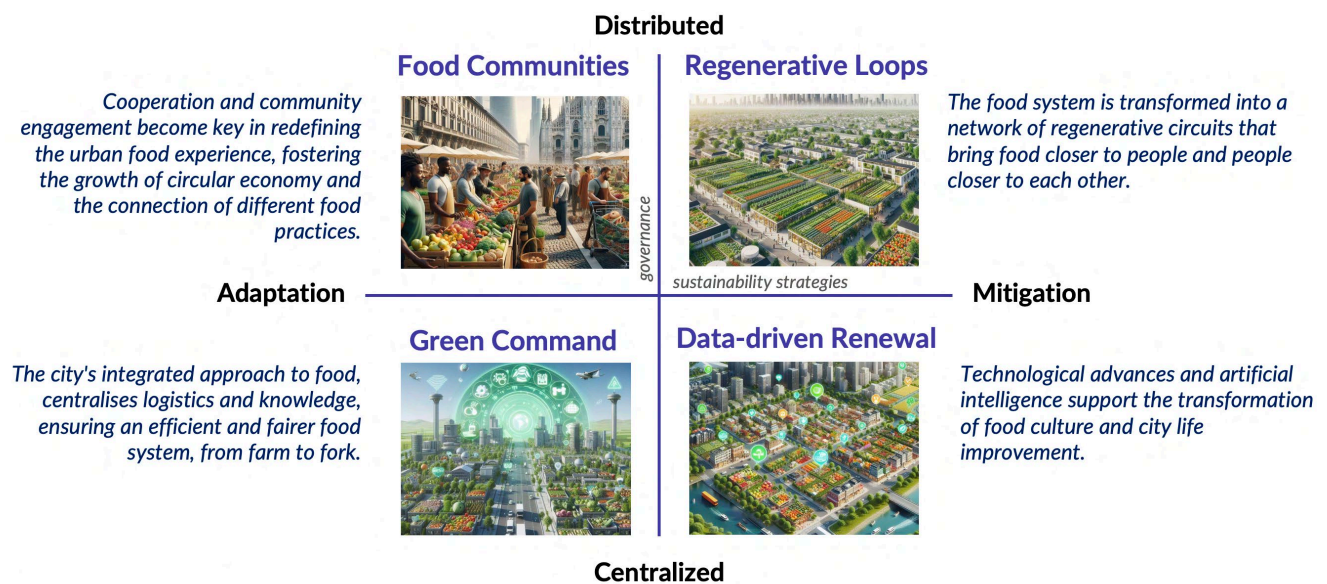 Distributed
Food Communities
Regenerative Loops
Cooperation and community
engagement become key in redefining
the urban food experience, fostering
the growth of circular economy and
the connection of different food
practices.
The food system is transformed into a
network of regenerative circuits that
bring food closer to people and people
closer to each other.
governance
sustainability strategies
Adaptation
Mitigation
Green Command
Data-driven Renewal
The city's integrated approach to food,
centralises logistics and knowledge,
ensuring an efficient and fairer food
system, from farm to fork.
Technological advances and artificial
intelligence support the transformation
of food culture and city life
improvement.
Centralized